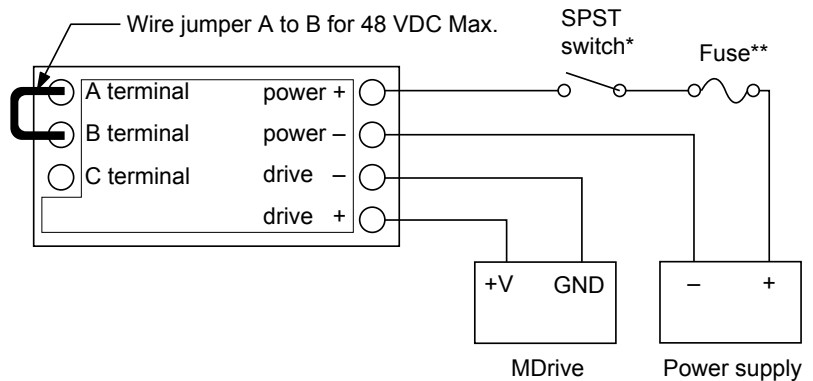 Wire jumper A to B for 48 VDC Max.
SPST
switch*
Fuse**
A terminal
power +
B terminal
power –
C terminal
drive –
drive +
+V
GND
–
+
MDrive
Power supply